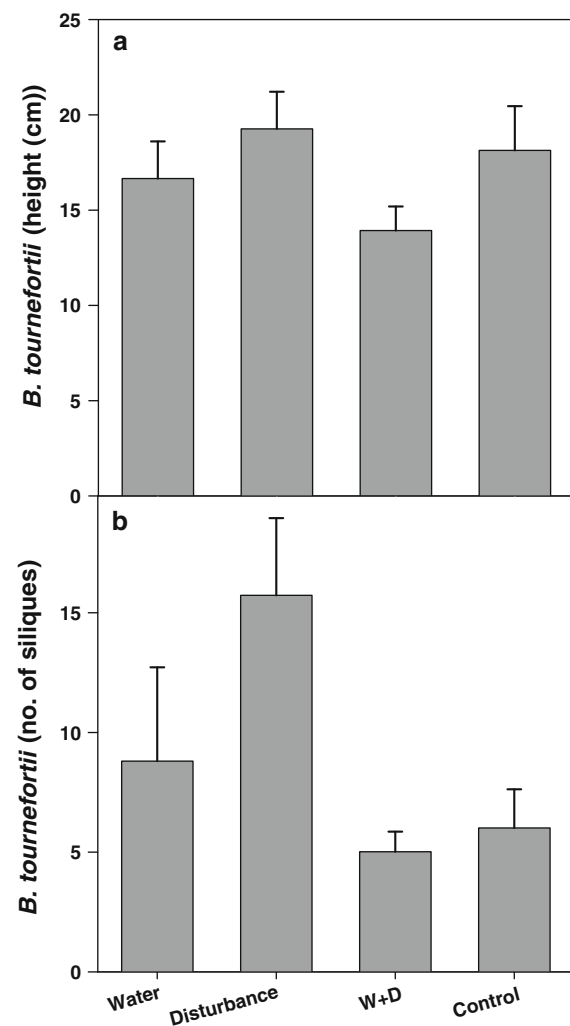 a
B. tournefortii (height (cm))
25
20
15
10
5
0
b
B. tournefortii (no. of siliques)
15
10
5
0
Water
Disturbance
W+D
Control